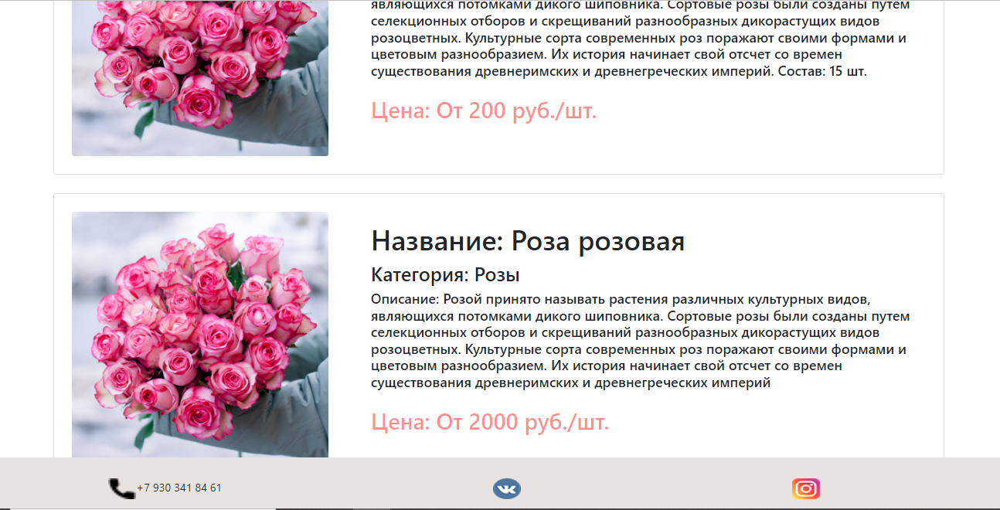 являющихся потомками дикого шиповника. Сортовые розы были созданы путем
селекционных отборов и скрещиваний разнообразных дикорастущих видов
розоцветных. Культурные сорта современных роз поражают своими формами и
цветовым разнообразием. Их история начинает свой отсчет со времен
существования древнеримских и древнегреческих империй. Состав: 15 шт.
Цена: От 200 руб./шт.
Название: Роза розовая
Категория: Розы
Описание: Розой принято называть растения различных культурных видов,
являющихся потомками дикого шиповника. Сортовые розы были созданы путем
селекционных отборов и скрещиваний разнообразных дикорастущих видов
розоцветных. Культурные сорта современных роз поражают своими формами и
цветовым разнообразием. Их история начинает свой отсчет со времен
существования древнеримских и древнегреческих империй
Цена: От 2000 руб./шт.
+7 930 341 84 61